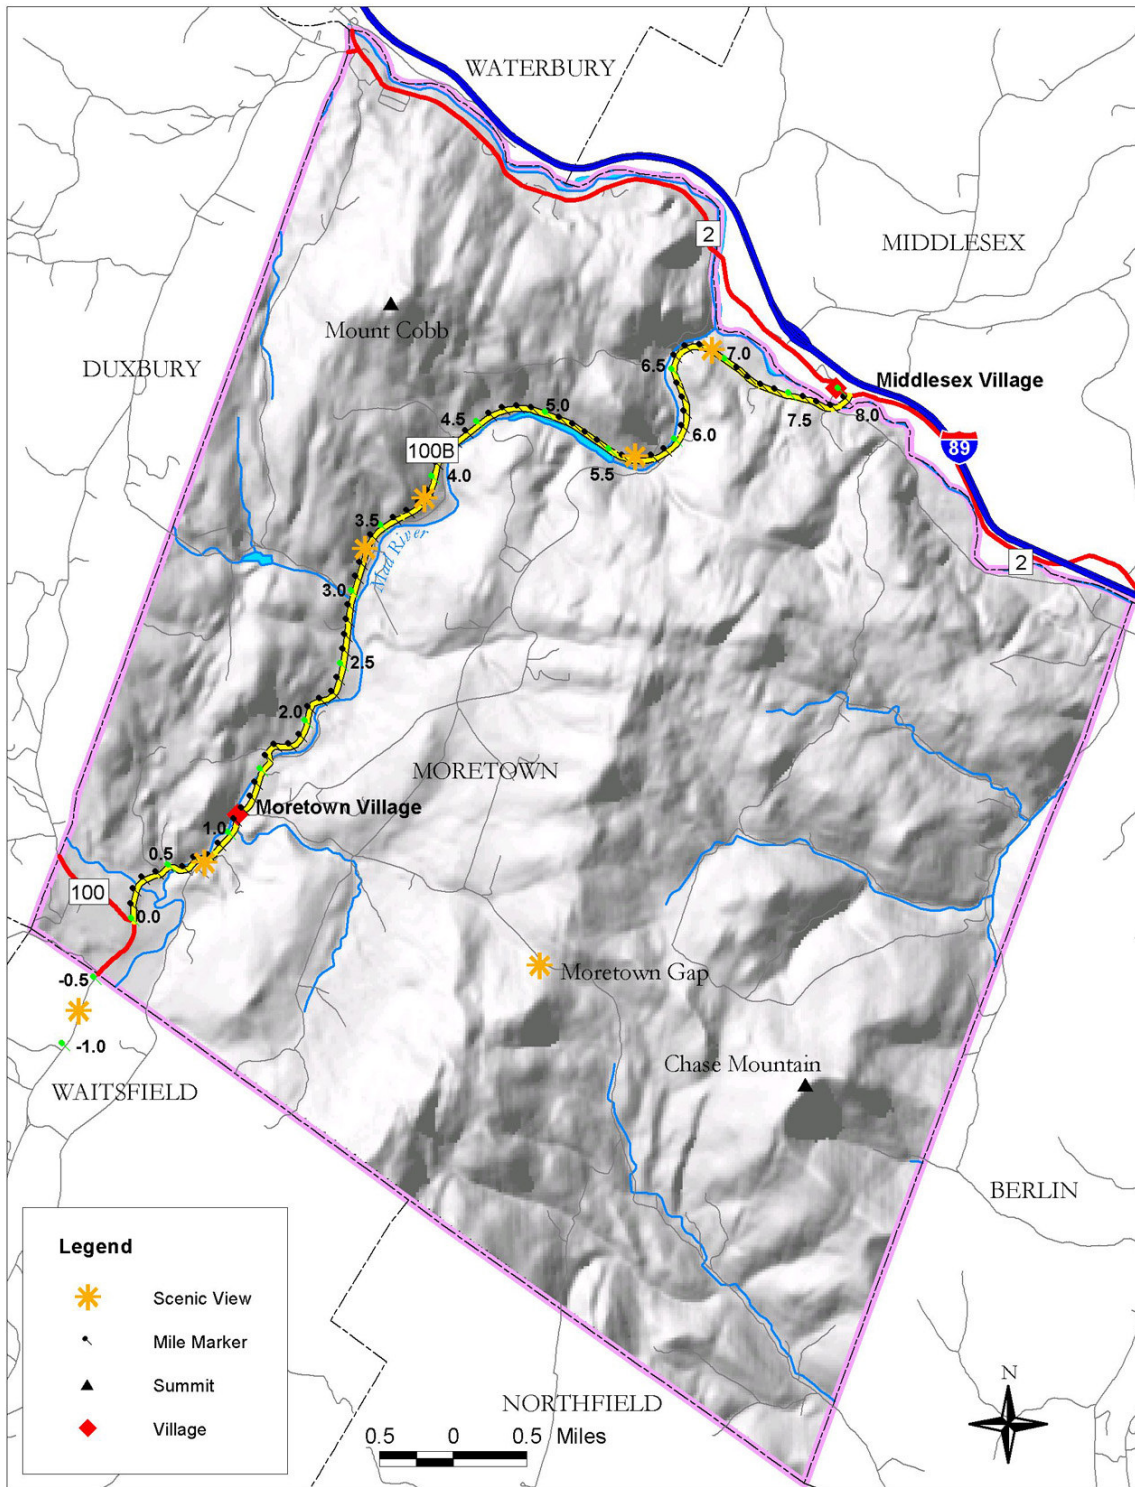 WATERBURY
2
MIDDLESEX
Mount Cobb
DUXBURY
6.5
7.0
Middlesex Village
7.5
8.0
4.5
5.0
6.0
100B
5.5
89
4.0
3.5
Mad River
2
3.0
2.5
2.0
MORETOWN
Moretown Village
1.0
0.5
100
0.0
Moretown Gap
-0.5
-1.0
Chase Mountain
WAITSFIELD
BERLIN
Legend
Scenic View
Mile Marker
Summit
Village
N
NORTHFIELD
0.5 0 0.5 Miles